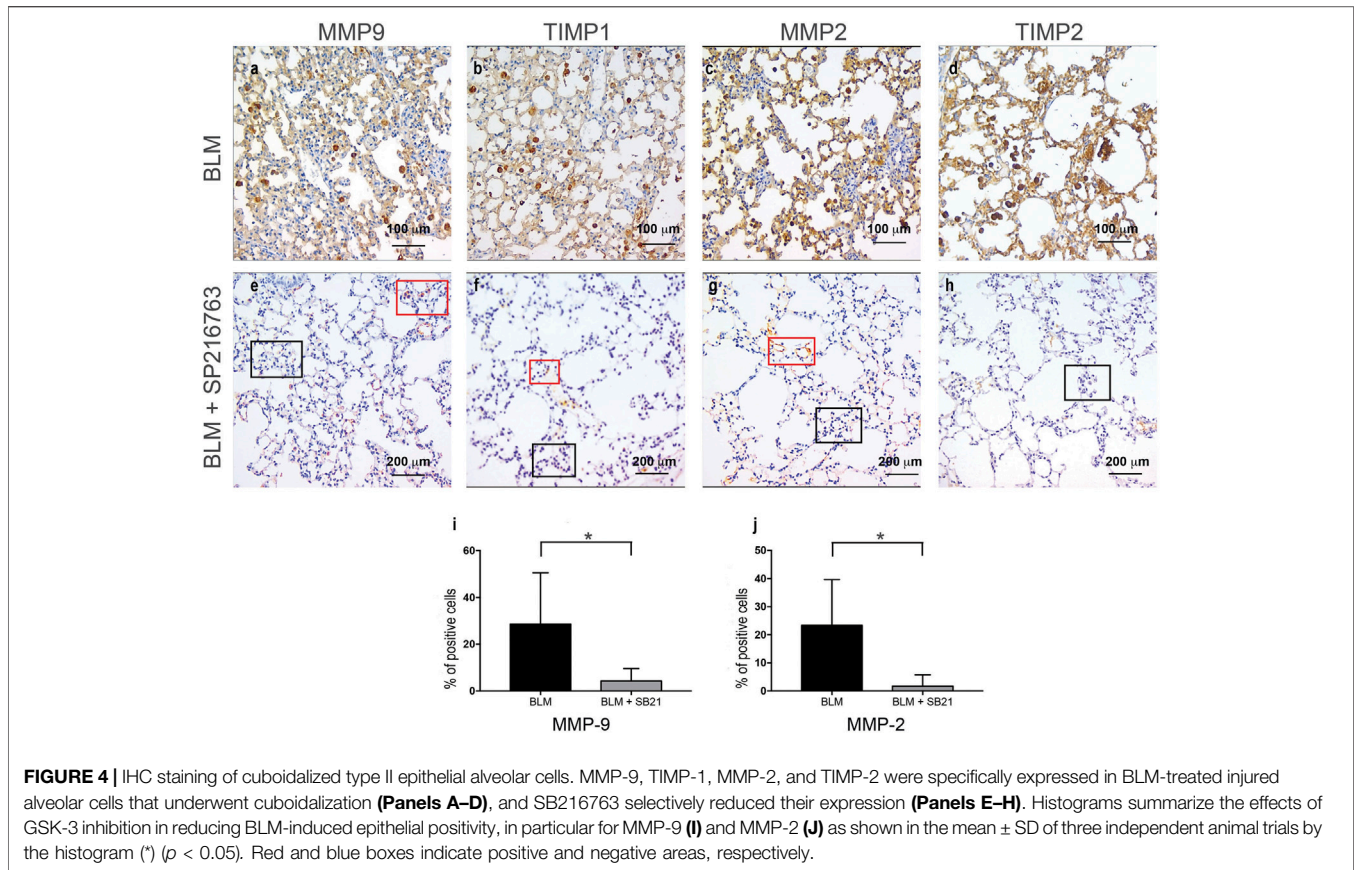 MMP9 TIMP1 MMP2 TIMP2
BLM
a b c d
100 µm 100 µm 100 µm 100 µm
BLM + SP216763
e f g h
200 µm 200 µm 200 µm 200 µm
i
*
% of positive cells
60
40
20
0
BLM BLM + SB21
MMP-9
j
*
% of positive cells
50
40
30
20
10
0
BLM BLM + SB21
MMP-2
FIGURE 4 | IHC staining of cuboidalized type II epithelial alveolar cells. MMP-9, TIMP-1, MMP-2, and TIMP-2 were specifically expressed in BLM-treated injured
alveolar cells that underwent cuboidalization (Panels A–D), and SB216763 selectively reduced their expression (Panels E–H). Histograms summarize the effects of
GSK-3 inhibition in reducing BLM-induced epithelial positivity, in particular for MMP-9 (I) and MMP-2 (J) as shown in the mean ± SD of three independent animal trials by
the histogram (*) (p < 0.05). Red and blue boxes indicate positive and negative areas, respectively.